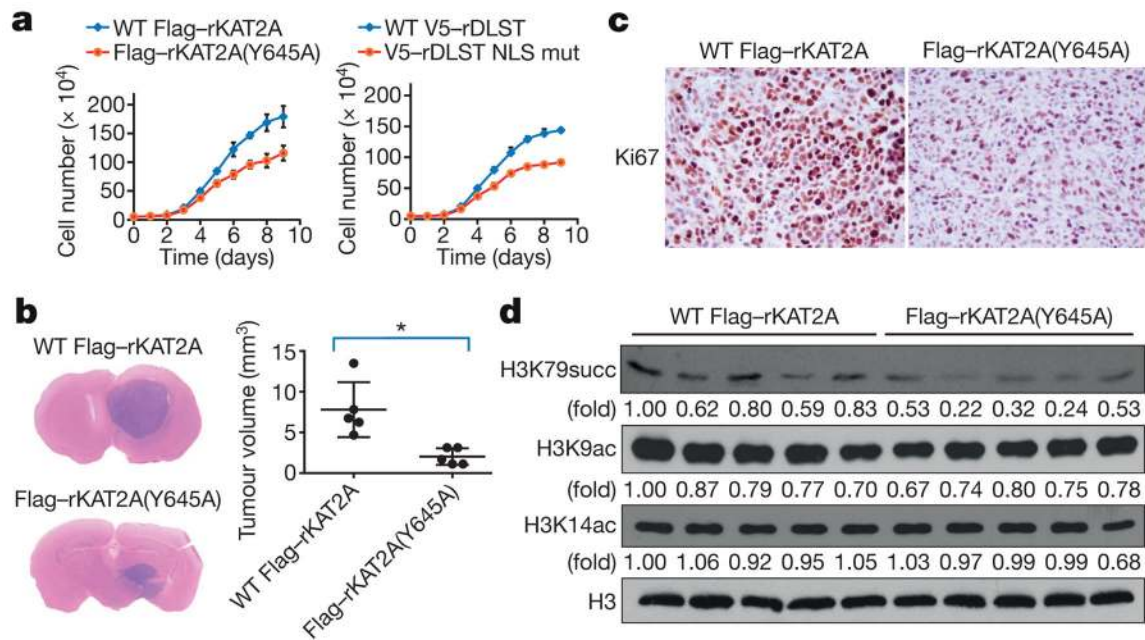 a
WT Flag–rKAT2A
Flag–rKAT2A(Y645A)
Cell number (× 10⁴)
200
150
100
50
0
0 2 4 6 8 10
Time (days)
WT V5–rDLST
V5–rDLST NLS mut
Cell number (× 10⁴)
200
150
100
50
0
0 2 4 6 8 10
Time (days)
b
WT Flag–rKAT2A
Flag–rKAT2A(Y645A)
Tumour volume (mm³)
15
10
5
0
*
WT Flag–rKAT2A
Flag–rKAT2A(Y645A)
c
WT Flag–rKAT2A Flag–rKAT2A(Y645A)
Ki67
d
WT Flag–rKAT2A Flag–rKAT2A(Y645A)
H3K79succ
(fold) 1.00 0.62 0.80 0.59 0.83 0.53 0.22 0.32 0.24 0.53
H3K9ac
(fold) 1.00 0.87 0.79 0.77 0.70 0.67 0.74 0.80 0.75 0.78
H3K14ac
(fold) 1.00 1.06 0.92 0.95 1.05 1.03 0.97 0.99 0.99 0.68
H3